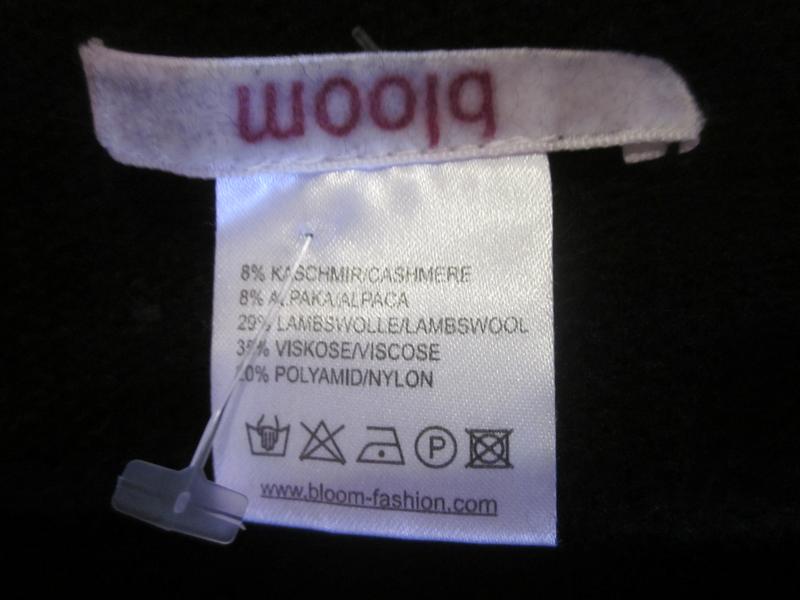 bloom
8% KASCHMIR/CASHMERE
8% ALPAKA/ALPACA
29% LAMBSWOLLE/LAMBSWOOL
35% VISKOSE/VISCOSE
20% POLYAMID/NYLON
P
www.bloom-fashion.com